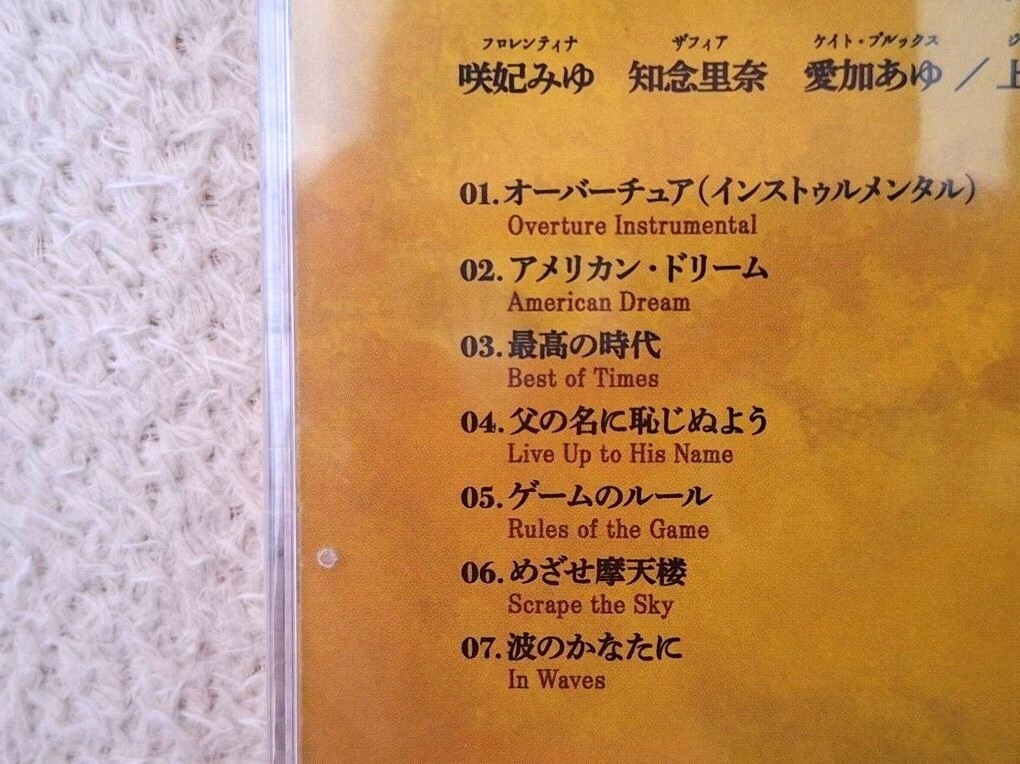 フロレンティナ ザフィア ケイト・ブルックス
咲妃みゆ 知念里奈 愛加あゆ / 上
01.オーバーチュア(インストゥルメンタル)
Overture Instrumental
02.アメリカン・ドリーム
American Dream
03.最高の時代
Best of Times
04.父の名に恥じぬよう
Live Up to His Name
05.ゲームのルール
Rules of the Game
06.めざせ摩天楼
Scrape the Sky
07.波のかなたに
In Waves